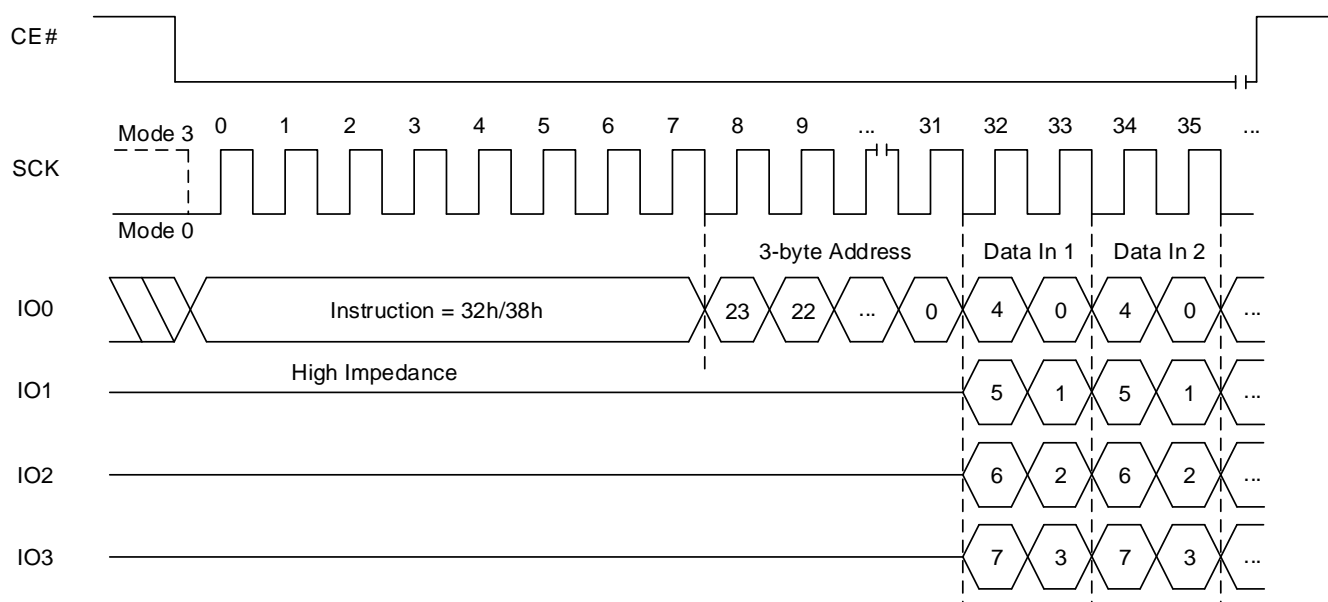 CE#
Mode 3 0 1 2 3 4 5 6 7 8 9 ... 31 32 33 34 35 ...
SCK
Mode 0
3-byte Address Data In 1 Data In 2
IO0 Instruction = 32h/38h 23 22 ... 0 4 0 4 0 ...
High Impedance
IO1 5 1 5 1 ...
IO2 6 2 6 2 ...
IO3 7 3 7 3 ...